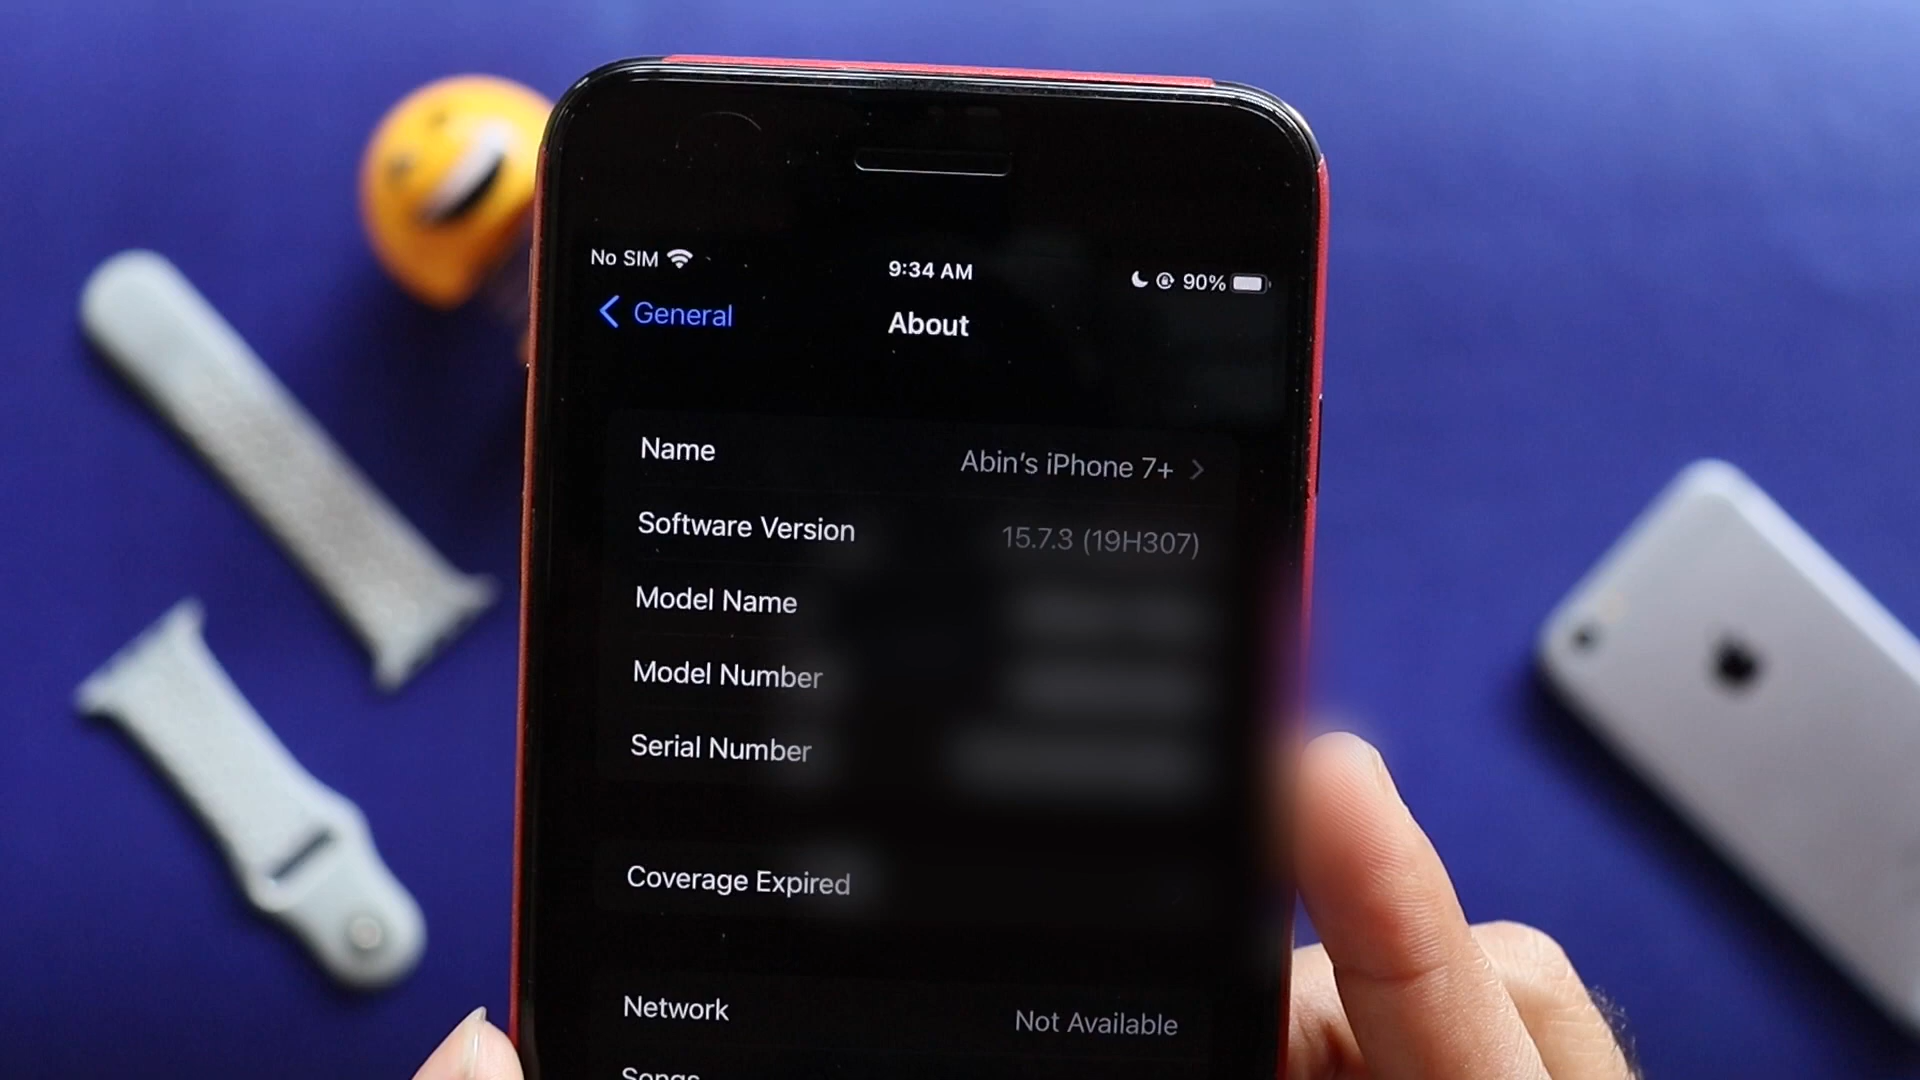 No SIM
9:34 AM
90%
General
About
Name
Abin's iPhone 7+
Software Version
15.7.3 (19H307)
Model Name
Model Number
Serial Number
Coverage Expired
Network
Not Available
Songs